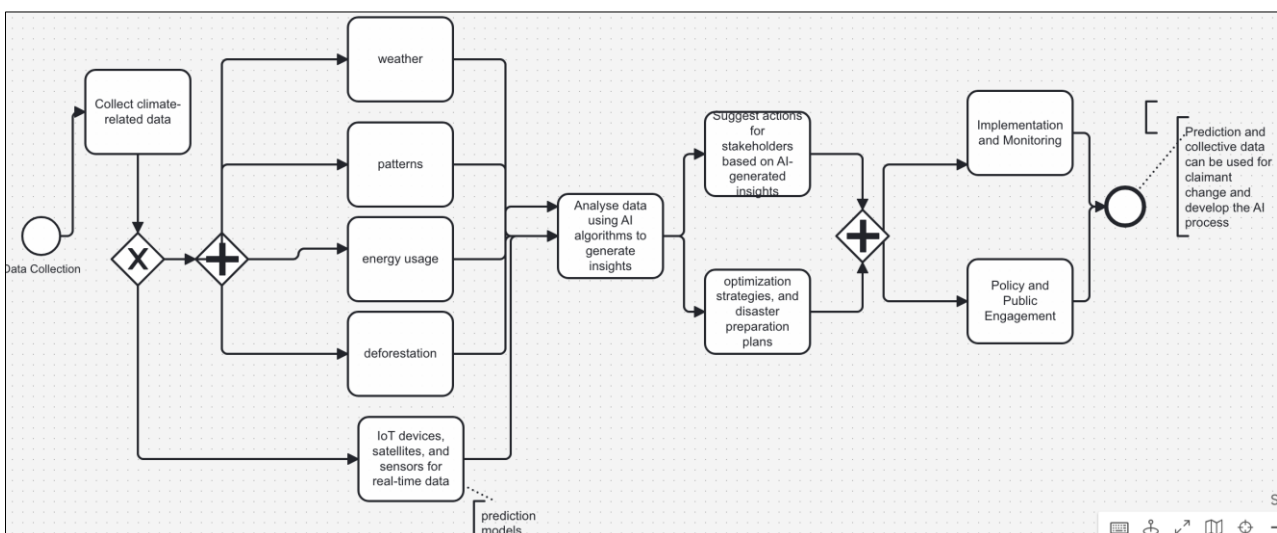 weather
Collect climate-
related data
patterns
Data Collection
energy usage
deforestation
IoT devices,
satellites, and
sensors for
real-time data
prediction
models
Analyse data
using AI
algorithms to
generate
insights
Suggest actions
for
stakeholders
based on AI-
generated
insights
optimization
strategies, and
disaster
preparation
plans
Implementation
and Monitoring
Policy and
Public
Engagement
Prediction and
collective data
can be used for
claimant
change and
develop the AI
process